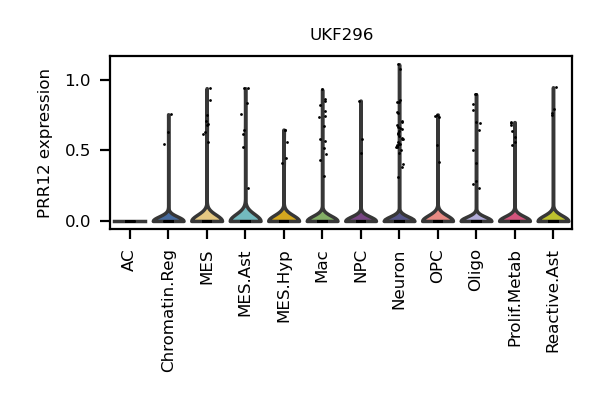 UKF296
PRR12 expression
1.0
0.5
0.0
AC
Chromatin.Reg
MES
MES.Ast
MES.Hyp
Mac
NPC
Neuron
OPC
Oligo
Prolif.Metab
Reactive.Ast